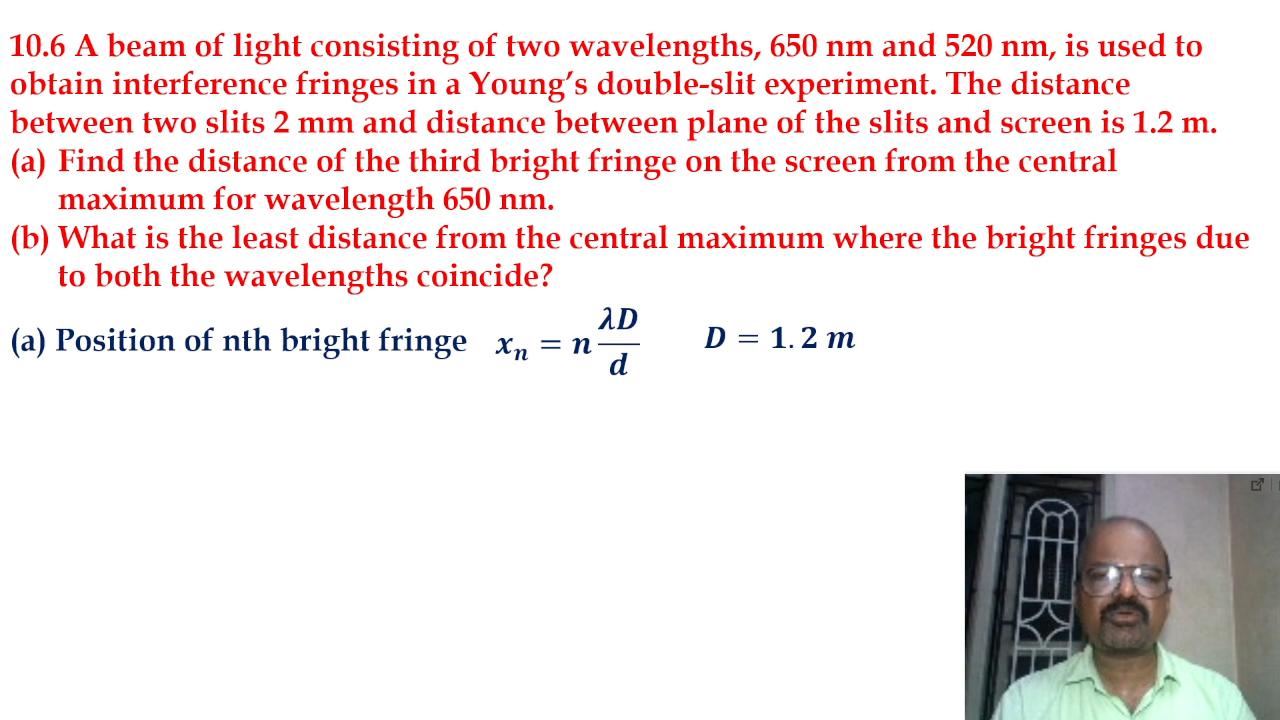 10.6 A beam of light consisting of two wavelengths, 650 nm and 520 nm, is used to
obtain interference fringes in a Young’s double-slit experiment. The distance
between two slits 2 mm and distance between plane of the slits and screen is 1.2 m.
(a) Find the distance of the third bright fringe on the screen from the central
maximum for wavelength 650 nm.
(b) What is the least distance from the central maximum where the bright fringes due
to both the wavelengths coincide?
(a) Position of nth bright fringe xₙ = n λD/d D = 1.2 m